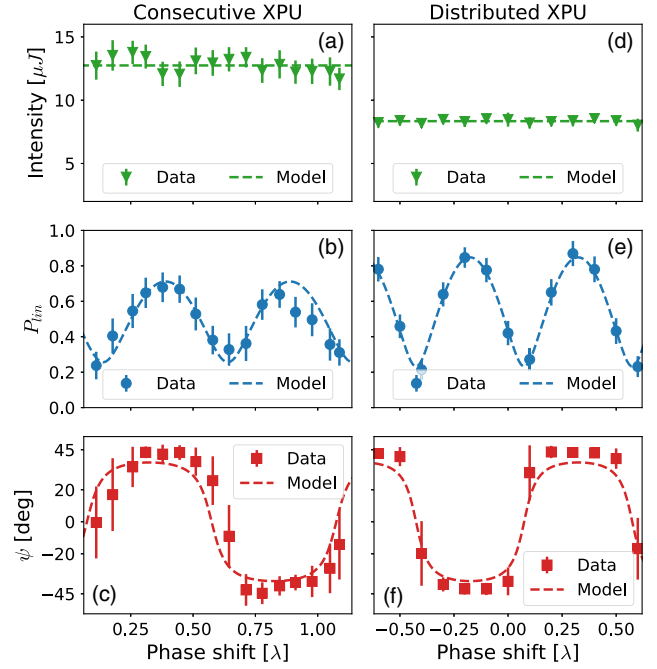 Consecutive XPU
Distributed XPU
Intensity [μJ]
15
10
5
(a)
Data
Model
(d)
Data
Model
P_lin
1.0
0.8
0.6
0.4
0.2
0.0
(b)
Data
Model
(e)
Data
Model
ψ [deg]
45
20
0
−20
−45
(c)
Data
Model
(f)
Data
Model
0.25
0.50
0.75
1.00
−0.50
−0.25
0.00
0.25
0.50
Phase shift [λ]
Phase shift [λ]